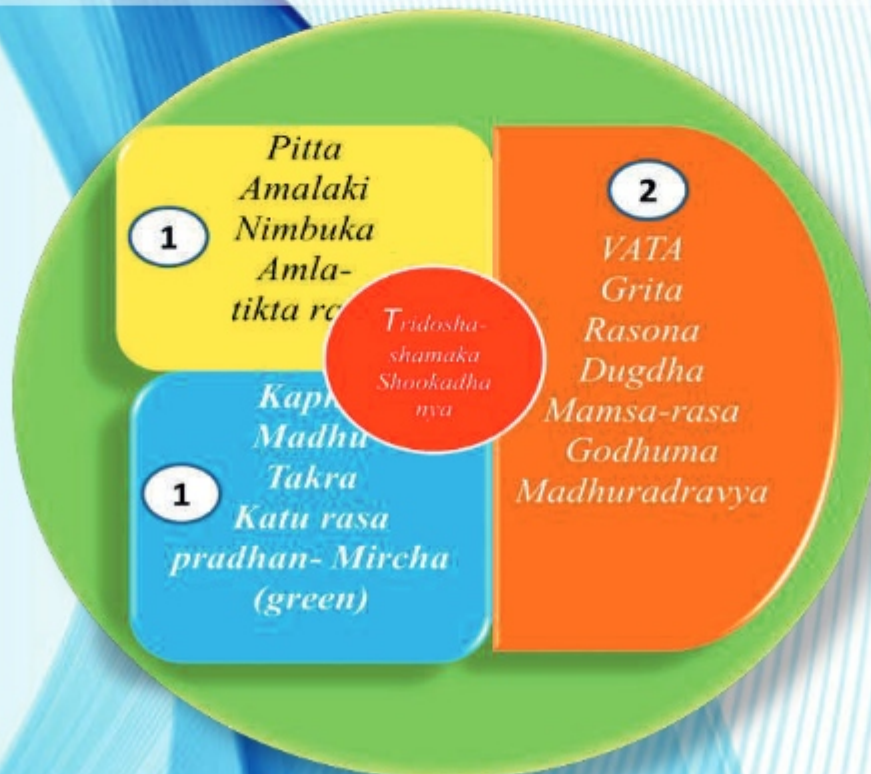 Pitta
Amalaki
1
Nimbuka
Amla-
tikta
Tridosha-
shamaka
Shookadha
nya
2
VATA
Grita
Rasona
Dugdha
Mamsa-rasa
Godhuma
Madhuradravya
Madhu
Takra
1
Katu rasa
pradhan- Mircha
(green)